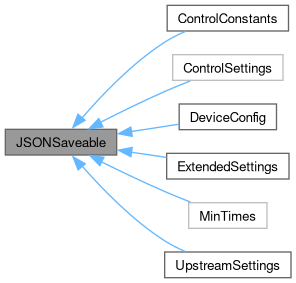 ControlConstants
ControlSettings
DeviceConfig
JSONSaveable
ExtendedSettings
MinTimes
UpstreamSettings